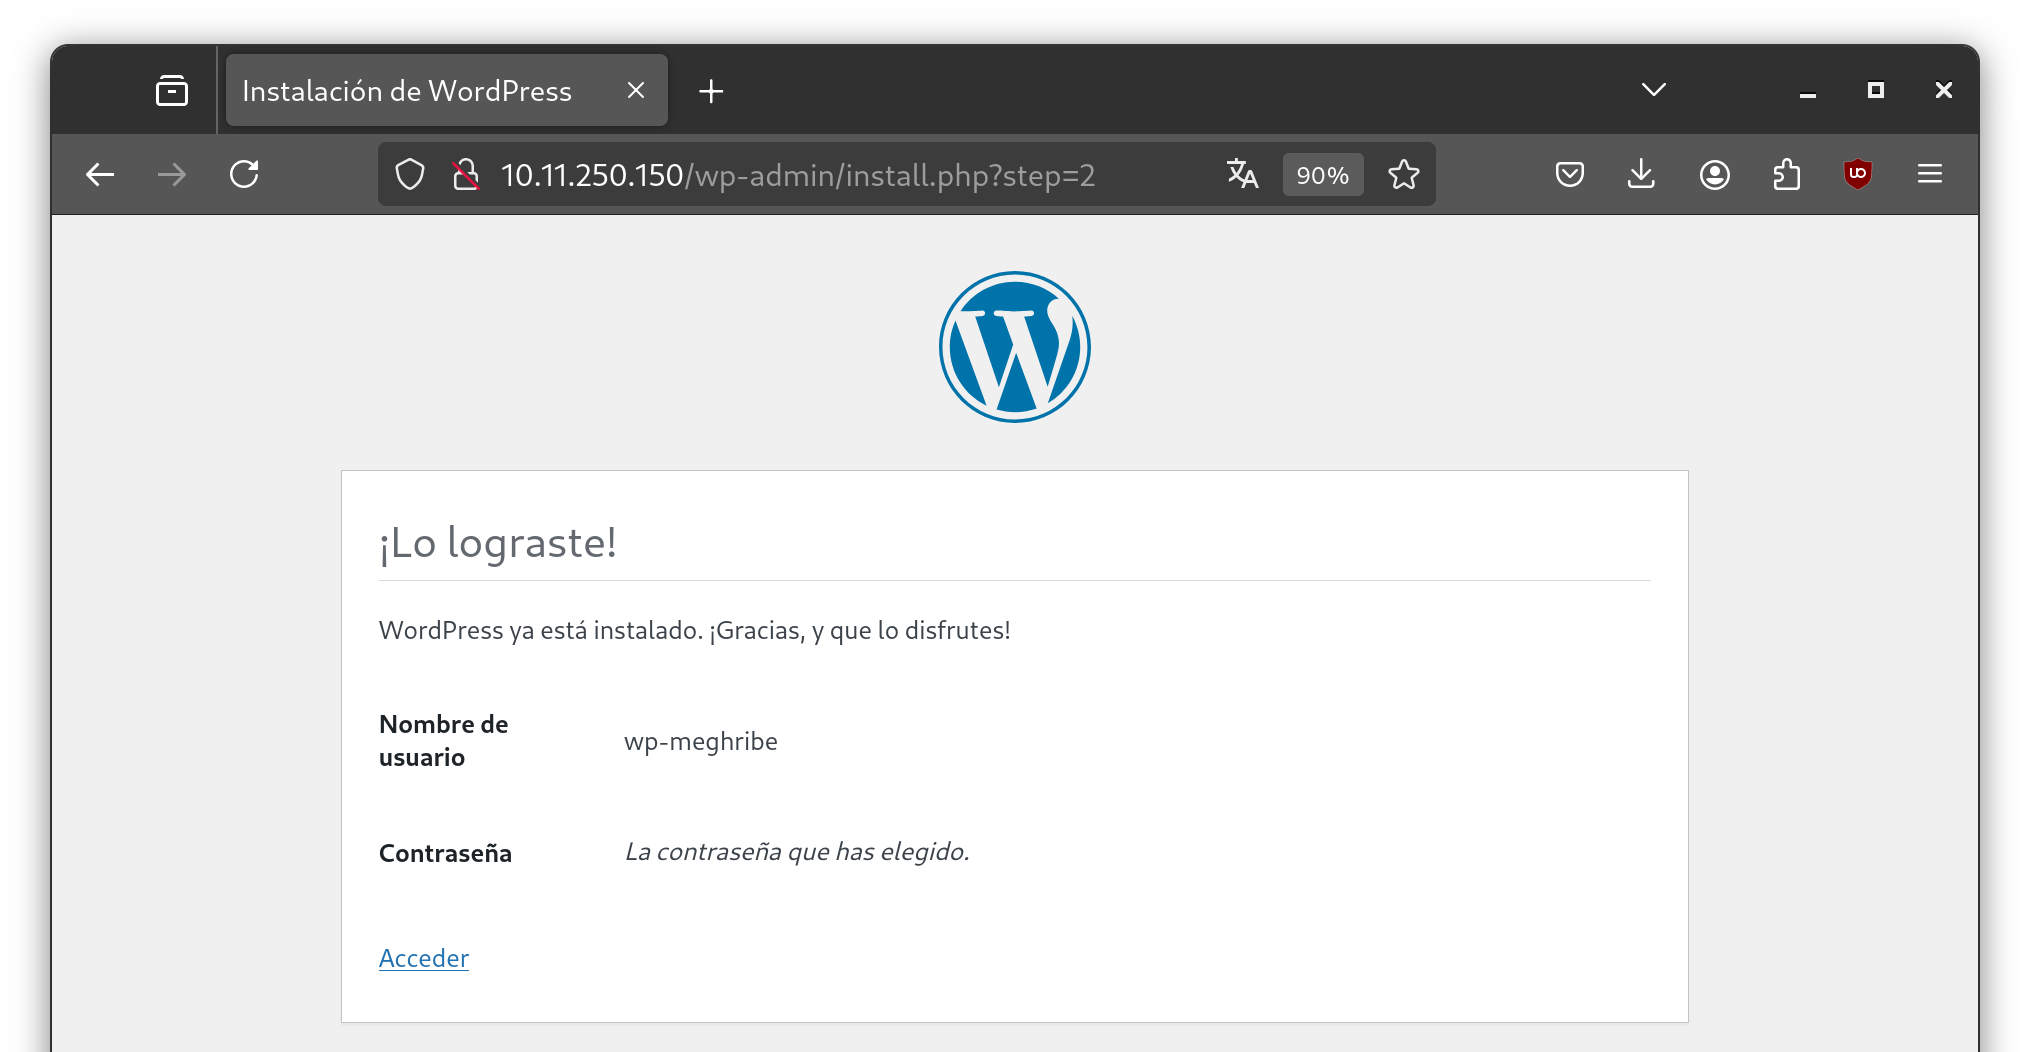 Instalación de WordPress
10.11.250.150/wp-admin/install.php?step=2
90%
¡Lo lograste!
WordPress ya está instalado. ¡Gracias, y que lo disfrutes!
Nombre de
usuario
wp-meghribe
Contraseña
La contraseña que has elegido.
Acceder